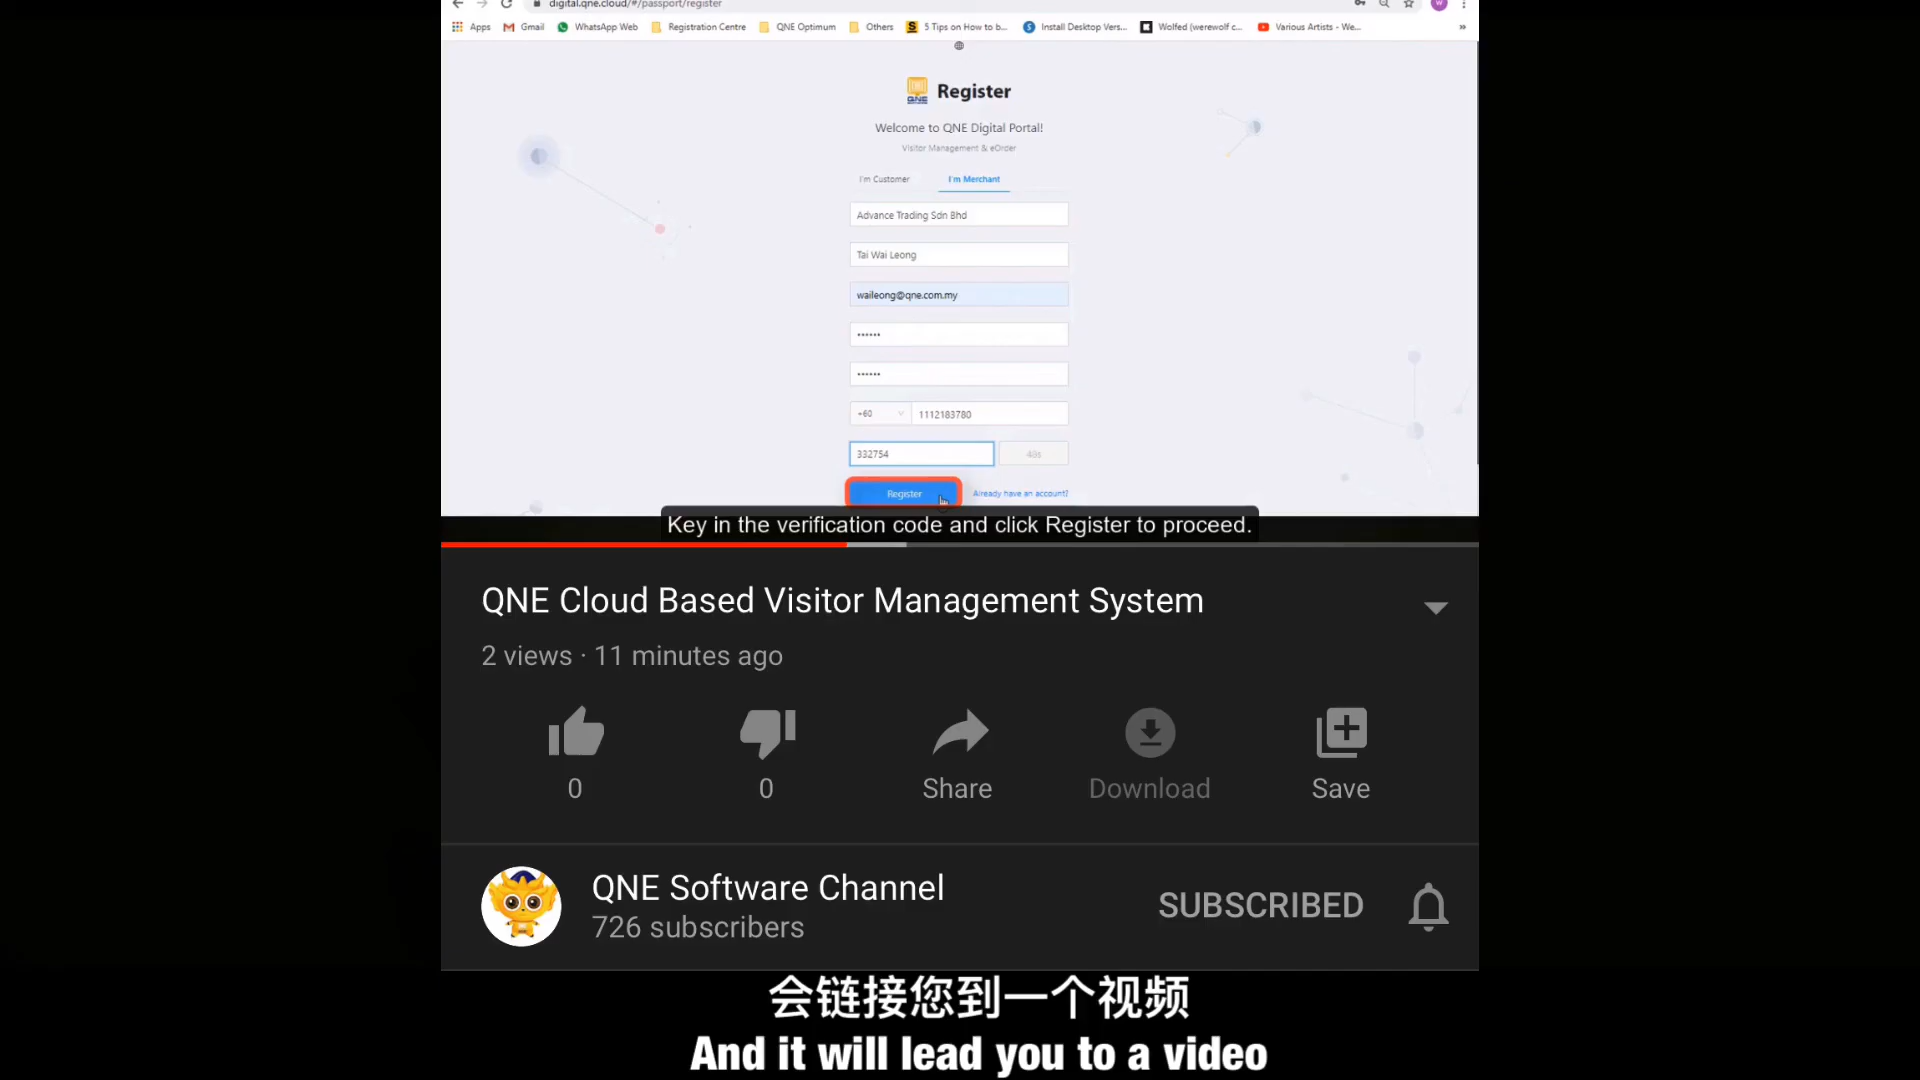 digital.qne.cloud/#/passport/register
Apps Gmail WhatsApp Web Registration Centre QNE Optimum Others 5 Tips on How to b... Install Desktop Vers... Wolfed (werewolf c... Various Artists - We... »
QNE Register
Welcome to QNE Digital Portal!
Visitor Management & eOrder
I'm Customer I'm Merchant
Advance Trading Sdn Bhd
Tai Wai Leong
waileong@qne.com.my
••••••
••••••
+60 1112183780
332754
Register Already have an account?
Key in the verification code and click Register to proceed.
QNE Cloud Based Visitor Management System
2 views · 11 minutes ago
0 0 Share Download Save
QNE Software Channel
726 subscribers
SUBSCRIBED
会链接您到一个视频
And it will lead you to a video